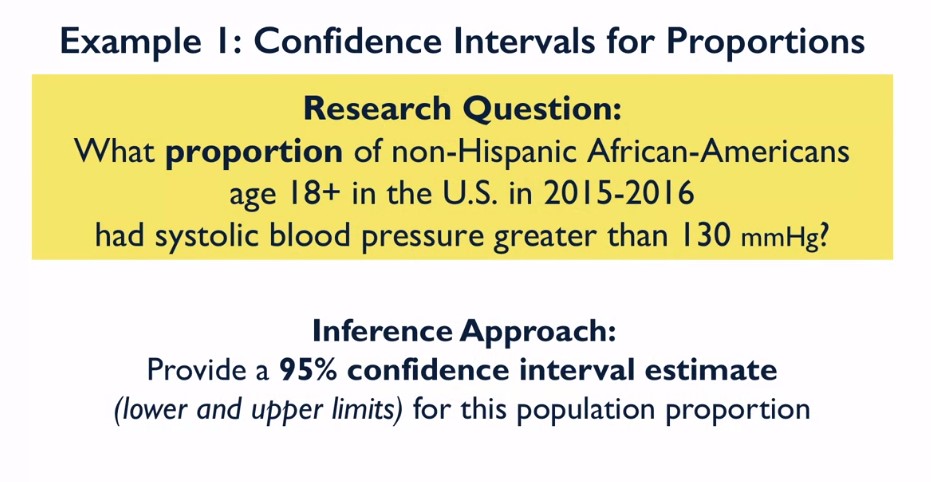 Example 1: Confidence Intervals for Proportions
Research Question:
What proportion of non-Hispanic African-Americans
age 18+ in the U.S. in 2015-2016
had systolic blood pressure greater than 130 mmHg?
Inference Approach:
Provide a 95% confidence interval estimate
(lower and upper limits) for this population proportion